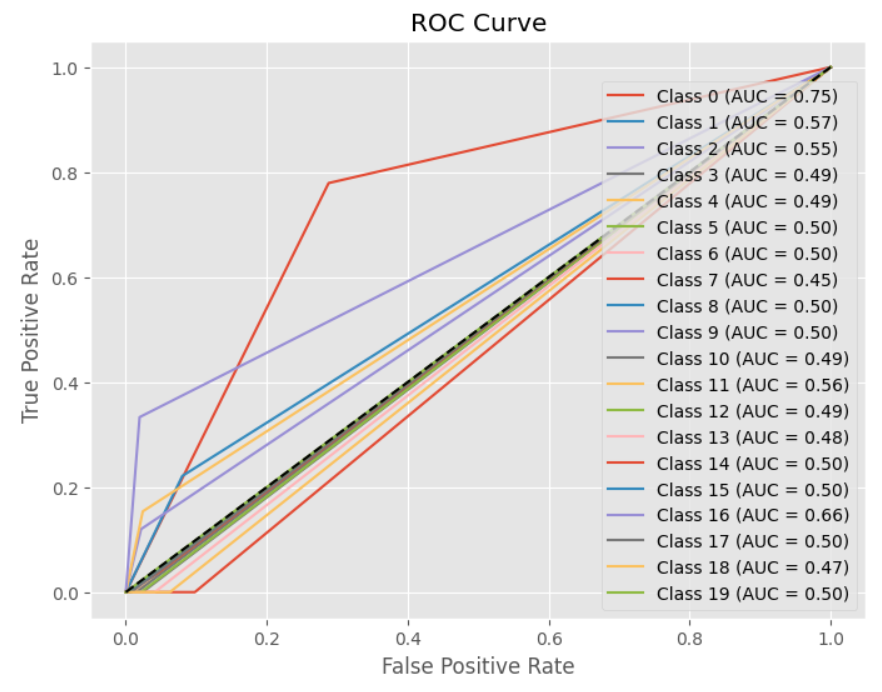 ROC Curve
True Positive Rate
1.0
0.8
0.6
0.4
0.2
0.0
Class 0 (AUC = 0.75)
Class 1 (AUC = 0.57)
Class 2 (AUC = 0.55)
Class 3 (AUC = 0.49)
Class 4 (AUC = 0.49)
Class 5 (AUC = 0.50)
Class 6 (AUC = 0.50)
Class 7 (AUC = 0.45)
Class 8 (AUC = 0.50)
Class 9 (AUC = 0.50)
Class 10 (AUC = 0.49)
Class 11 (AUC = 0.56)
Class 12 (AUC = 0.49)
Class 13 (AUC = 0.48)
Class 14 (AUC = 0.50)
Class 15 (AUC = 0.50)
Class 16 (AUC = 0.66)
Class 17 (AUC = 0.50)
Class 18 (AUC = 0.47)
Class 19 (AUC = 0.50)
0.0 0.2 0.4 0.6 0.8 1.0
False Positive Rate